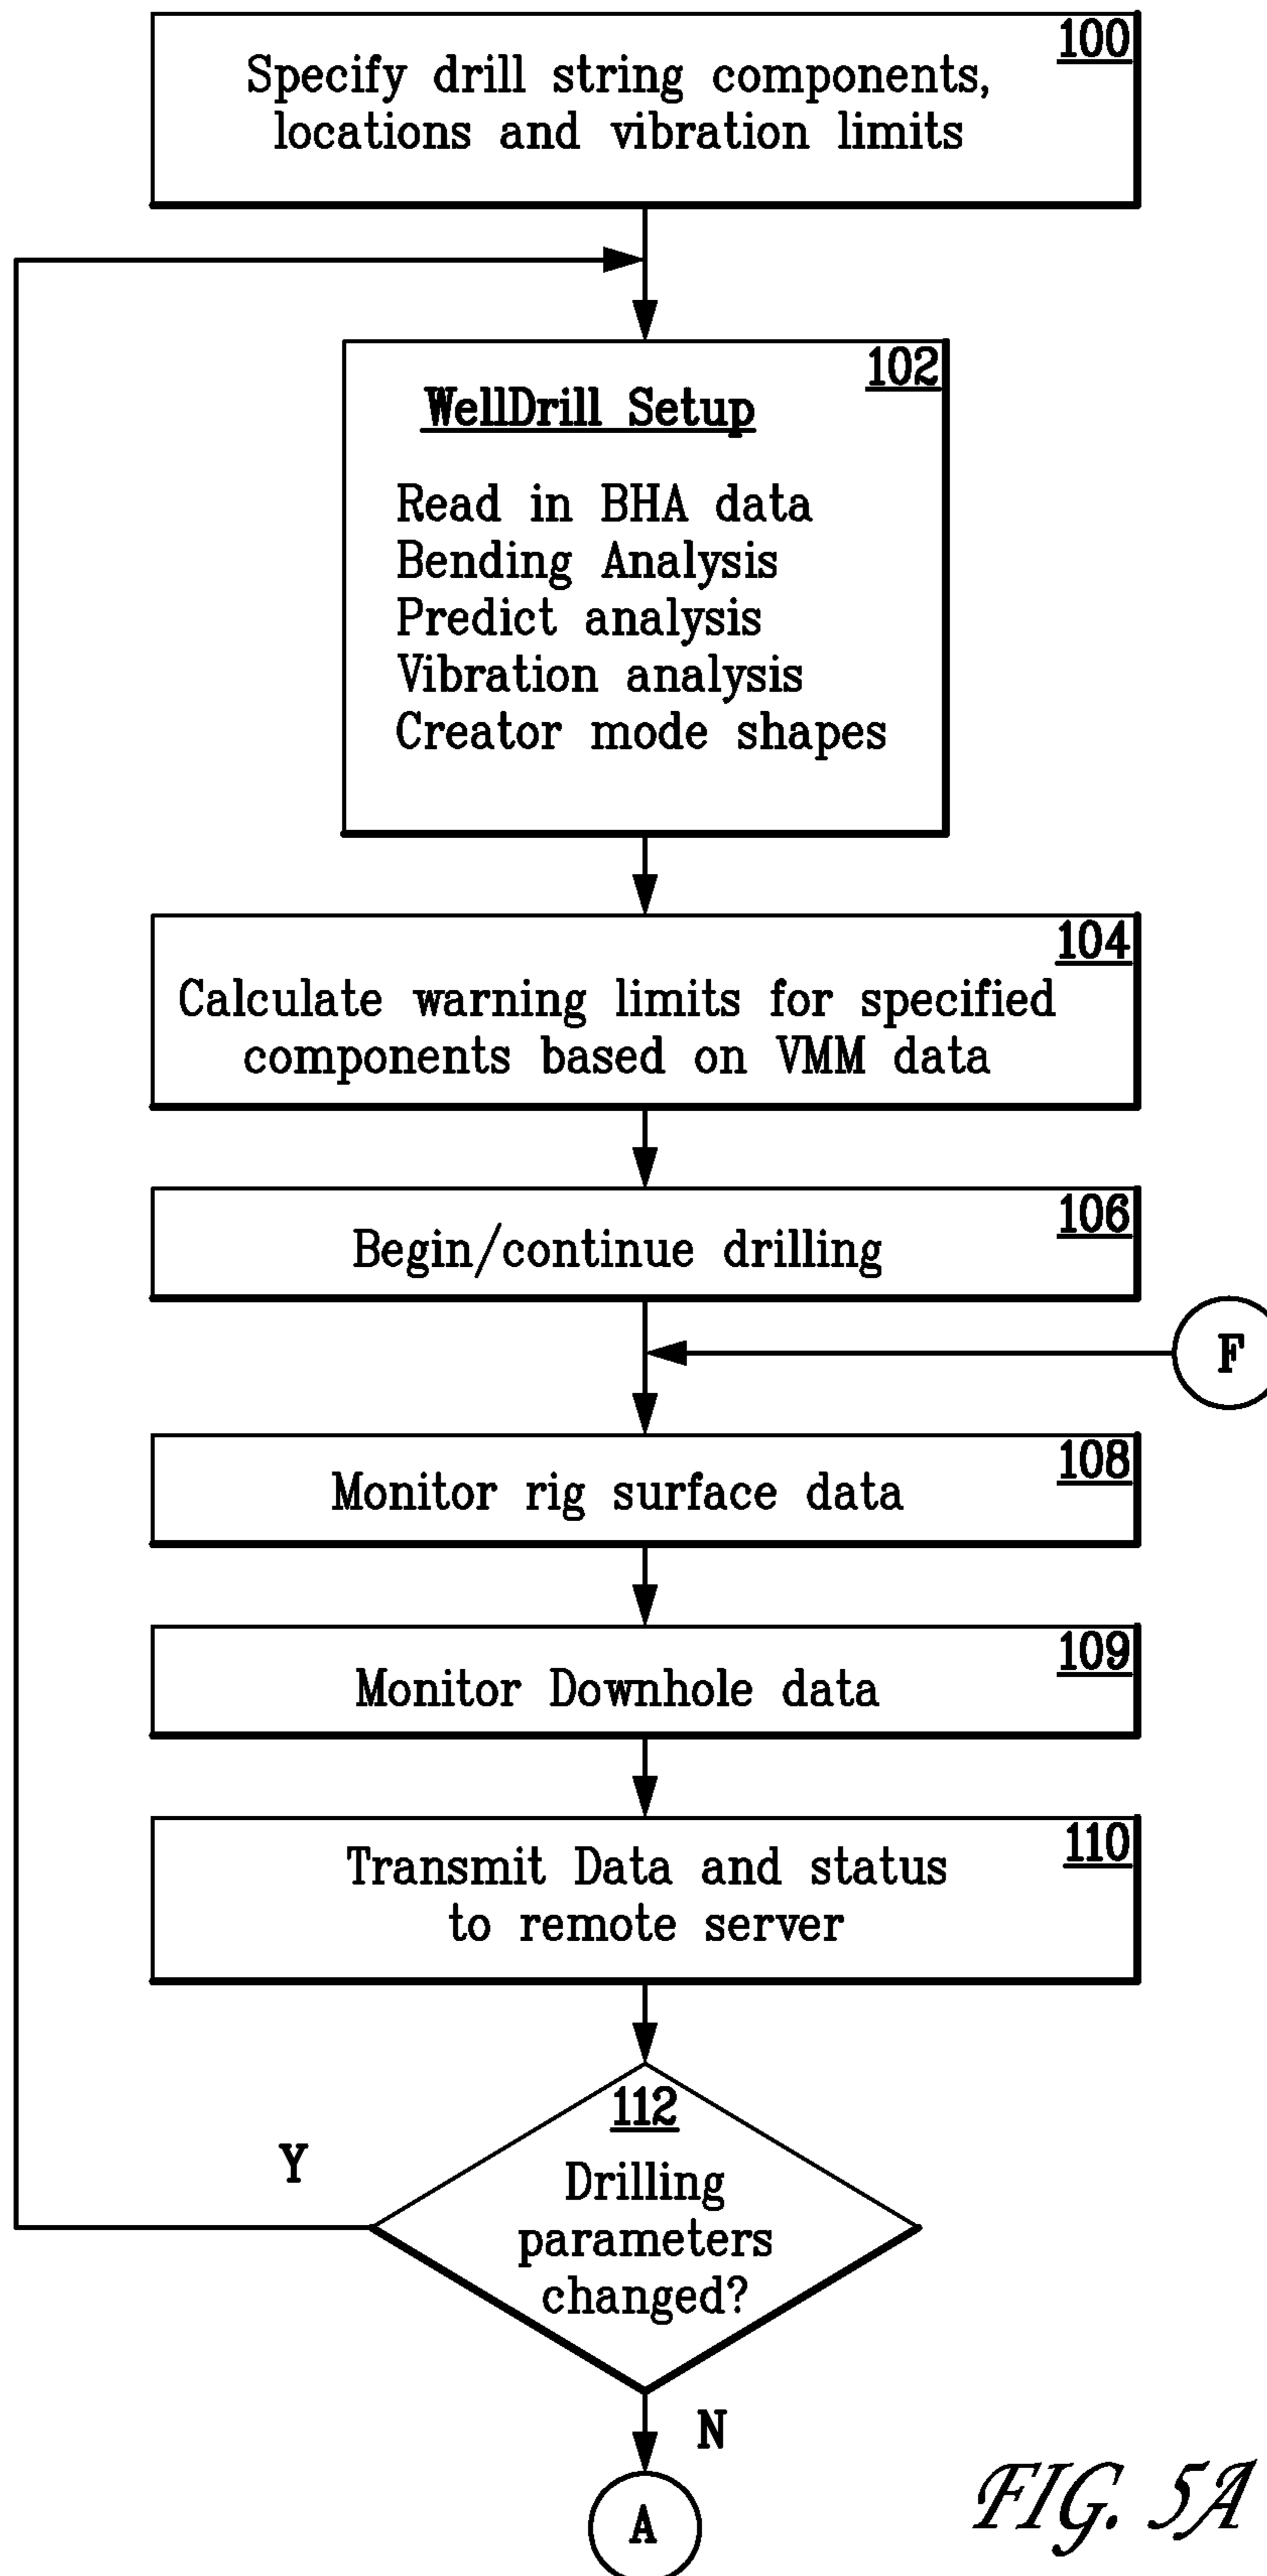 100
Specify drill string components,
locations and vibration limits
102
WellDrill Setup
Read in BHA data
Bending Analysis
Predict analysis
Vibration analysis
Creator mode shapes
104
Calculate warning limits for specified
components based on VMM data
106
Begin/continue drilling
F
108
Monitor rig surface data
109
Monitor Downhole data
110
Transmit Data and status
to remote server
112
Y
Drilling
parameters
changed?
N
A
FIG. 5A